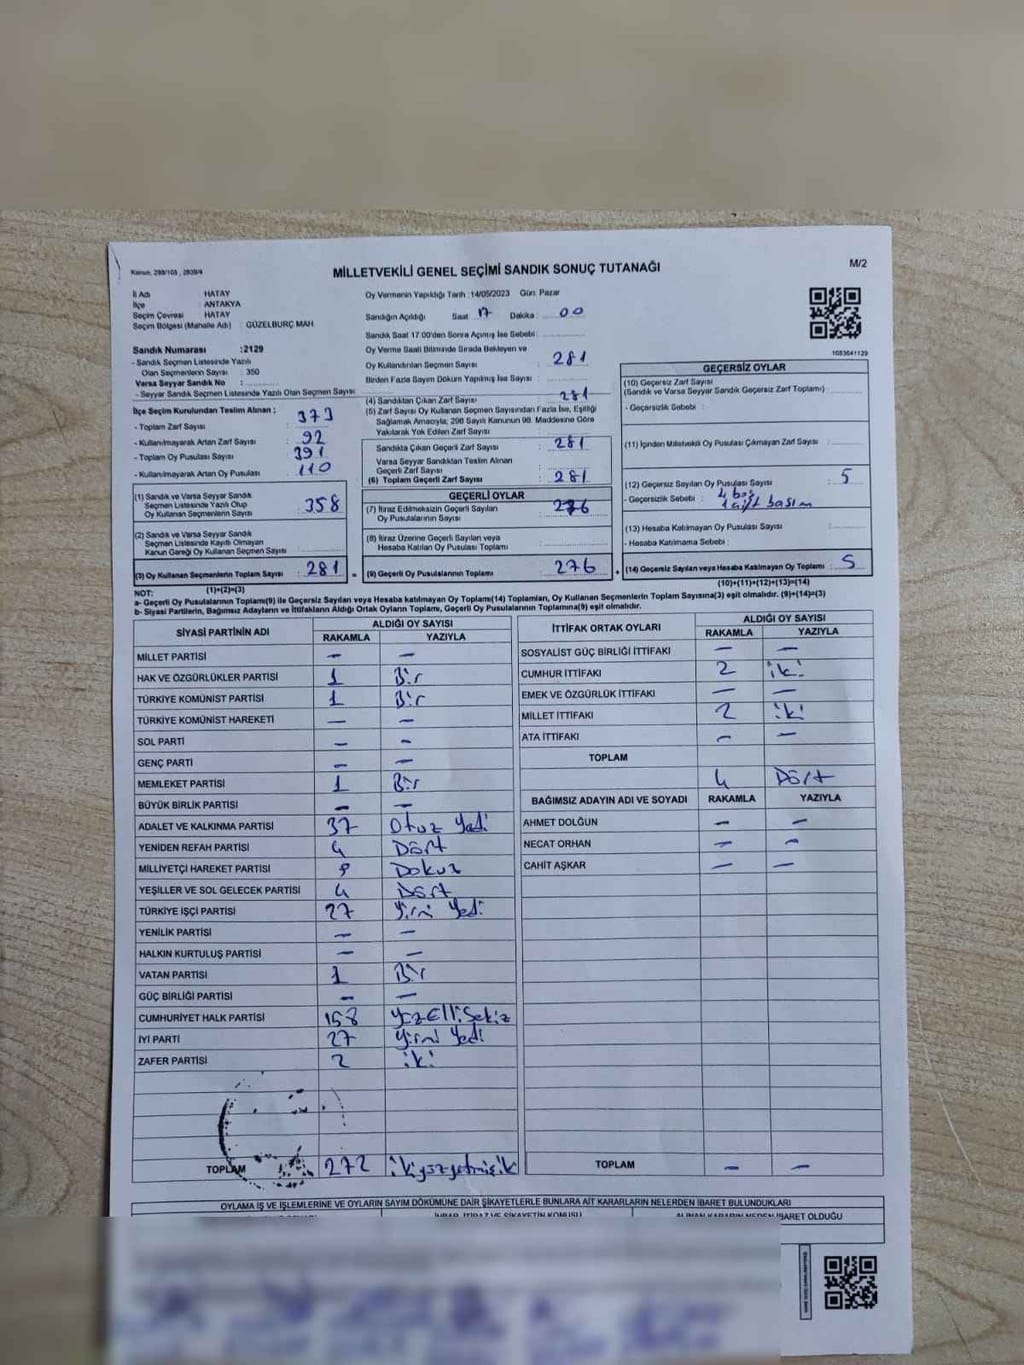 Kanun, 298/105 , 2839/4
MİLLETVEKİLİ GENEL SEÇİMİ SANDIK SONUÇ TUTANAĞI
M/2
İl Adı : HATAY
İlçe : ANTAKYA
Seçim Çevresi : HATAY
Seçim Bölgesi (Mahalle Adı) : GÜZELBURÇ MAH
Sandık Numarası :2129
- Sandık Seçmen Listesinde Yazılı
Olan Seçmenlerin Sayısı : 350
Varsa Seyyar Sandık No :
- Seyyar Sandık Seçmen Listesinde Yazılı Olan Seçmen Sayısı
İlçe Seçim Kurulundan Teslim Alınan :
- Toplam Zarf Sayısı : 373
- Kullanılmayarak Artan Zarf Sayısı : 92
- Toplam Oy Pusulası Sayısı : 391
- Kullanılmayarak Artan Oy Pusulası : 110
(1) Sandık ve Varsa Seyyar Sandık
Seçmen Listesinde Yazılı Olup
Oy Kullanan Seçmenlerin Sayısı : 358
(2) Sandık ve Varsa Seyyar Sandık
Seçmen Listesinde Kayıtlı Olmayan
Kanun Gereği Oy Kullanan Seçmen Sayısı :
(3) Oy Kullanan Seçmenlerin Toplam Sayısı : 281
(1)+(2)=(3)
Oy Vermenin Yapıldığı Tarih :14/05/2023 Gün: Pazar
Sandığın Açıldığı Saat 17 Dakika : 00
Sandık Saat 17:00'den Sonra Açılmış İse Sebebi :
Oy Verme Saati Bitiminde Sırada Bekleyen ve
Oy Kullandırılan Seçmen Sayısı : 281
Birden Fazla Sayım Döküm Yapılmış İse Sayısı :
(4) Sandıktan Çıkan Zarf Sayısı : 281
(5) Zarf Sayısı Oy Kullanan Seçmen Sayısından Fazla İse, Eşitliği
Sağlamak Amacıyla; 298 Sayılı Kanunun 98. Maddesine Göre
Yakılarak Yok Edilen Zarf Sayısı :
Sandıkta Çıkan Geçerli Zarf Sayısı : 281
Varsa Seyyar Sandıktan Teslim Alınan
Geçerli Zarf Sayısı :
(6) Toplam Geçerli Zarf Sayısı : 281
GEÇERLİ OYLAR
(7) İtiraz Edilmeksizin Geçerli Sayılan
Oy Pusulalarının Sayısı : 276
(8) İtiraz Üzerine Geçerli Sayılan veya
Hesaba Katılan Oy Pusulası Toplamı :
(9) Geçerli Oy Pusulalarının Toplamı : 276
1083641129
GEÇERSİZ OYLAR
(10) Geçersiz Zarf Sayısı
(Sandık ve Varsa Seyyar Sandık Geçersiz Zarf Toplamı) :
- Geçersizlik Sebebi :
(11) İçinden Milletvekili Oy Pusulası Çıkmayan Zarf Sayısı :
(12) Geçersiz Sayılan Oy Pusulası Sayısı : 5
- Geçersizlik Sebebi : 4 boş
1 çift basım
(13) Hesaba Katılmayan Oy Pusulası Sayısı :
- Hesaba Katılmama Sebebi :
(14) Geçersiz Sayılan veya Hesaba Katılmayan Oy Toplamı : 5
(10)+(11)+(12)+(13)=(14)
NOT:
a- Geçerli Oy Pusulalarının Toplamı(9) ile Geçersiz Sayılan veya Hesaba katılmayan Oy Toplamı(14) Toplamları, Oy Kullanan Seçmenlerin Toplam Sayısına(3) eşit olmalıdır. (9)+(14)=(3)
b- Siyasi Partilerin, Bağımsız Adayların ve İttifakların Aldığı Ortak Oyların Toplamı, Geçerli Oy Pusulalarının Toplamına(9) eşit olmalıdır.
SİYASİ PARTİNİN ADI ALDIĞI OY SAYISI
RAKAMLA YAZIYLA
MİLLET PARTİSİ — —
HAK VE ÖZGÜRLÜKLER PARTİSİ 1 Bir
TÜRKİYE KOMÜNİST PARTİSİ 1 Bir
TÜRKİYE KOMÜNİST HAREKETİ — —
SOL PARTİ — —
GENÇ PARTİ — —
MEMLEKET PARTİSİ 1 Bir
BÜYÜK BİRLİK PARTİSİ — —
ADALET VE KALKINMA PARTİSİ 37 Otuz Yedi
YENİDEN REFAH PARTİSİ 4 Dört
MİLLİYETÇİ HAREKET PARTİSİ 9 Dokuz
YEŞİLLER VE SOL GELECEK PARTİSİ 4 Dört
TÜRKİYE İŞÇİ PARTİSİ 27 Yirmi Yedi
YENİLİK PARTİSİ — —
HALKIN KURTULUŞ PARTİSİ — —
VATAN PARTİSİ 1 Bir
GÜÇ BİRLİĞİ PARTİSİ — —
CUMHURİYET HALK PARTİSİ 158 YüzElliSekiz
İYİ PARTİ 27 Yirmi Yedi
ZAFER PARTİSİ 2 iki
TOPLAM 272 ikiyüzyetmişik
İTTİFAK ORTAK OYLARI ALDIĞI OY SAYISI
RAKAMLA YAZIYLA
SOSYALİST GÜÇ BİRLİĞİ İTTİFAKI — —
CUMHUR İTTİFAKI 2 iki
EMEK VE ÖZGÜRLÜK İTTİFAKI — —
MİLLET İTTİFAKI 2 iki
ATA İTTİFAKI — —
TOPLAM
4 Dört
BAĞIMSIZ ADAYIN ADI VE SOYADI RAKAMLA YAZIYLA
AHMET DOLĞUN — —
NECAT ORHAN — —
CAHİT AŞKAR — —
TOPLAM — —
OYLAMA İŞ VE İŞLEMLERİNE VE OYLARIN SAYIM DÖKÜMÜNE DAİR ŞİKAYETLERLE BUNLARA AİT KARARLARIN NELERDEN İBARET BULUNDUKLARI
İHBAR, İTİRAZ VE ŞİKAYETİN KONUSU ALINAN KARARIN NEDEN İBARET OLDUĞU